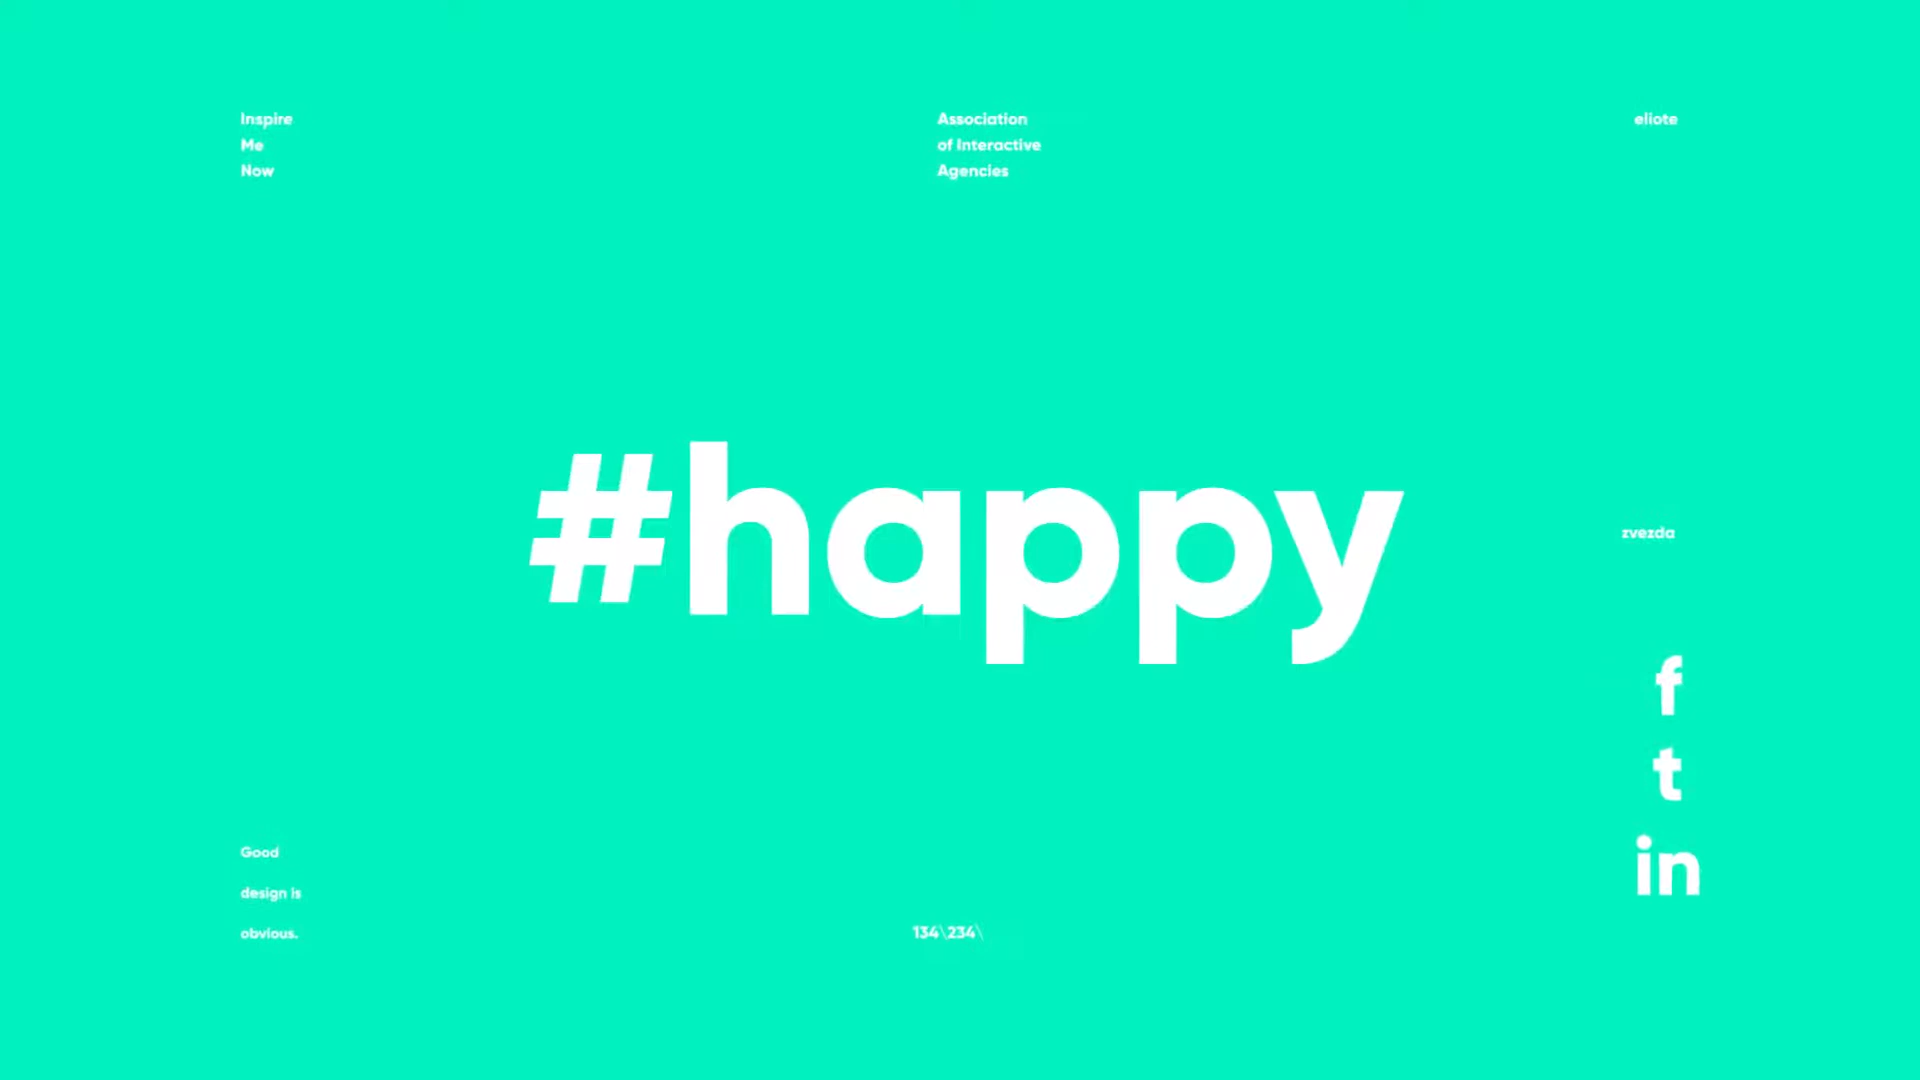 Inspire
Me
Now
Association
of Interactive
Agencies
eliote
#happy
zvezda
f
t
in
Good
design is
obvious.
134\234\